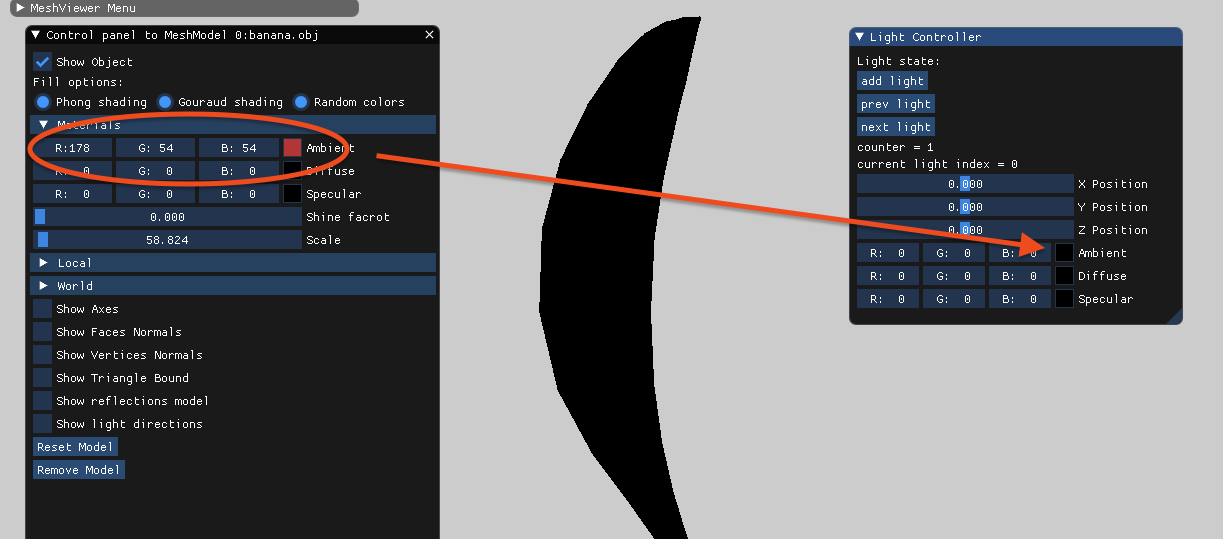 MeshViewer Menu
Control panel to MeshModel 0:banana.obj
Show Object
Fill options:
Phong shading Gouraud shading Random colors
Materials
R:178 G: 54 B: 54 Ambient
R: 0 G: 0 B: 0 Diffuse
R: 0 G: 0 B: 0 Specular
0.000 Shine facrot
58.824 Scale
Local
World
Show Axes
Show Faces Normals
Show Vertices Normals
Show Triangle Bound
Show reflections model
Show light directions
Reset Model
Remove Model
Light Controller
Light state:
add light
prev light
next light
counter = 1
current light index = 0
0.000 X Position
0.000 Y Position
0.000 Z Position
R: 0 G: 0 B: 0 Ambient
R: 0 G: 0 B: 0 Diffuse
R: 0 G: 0 B: 0 Specular